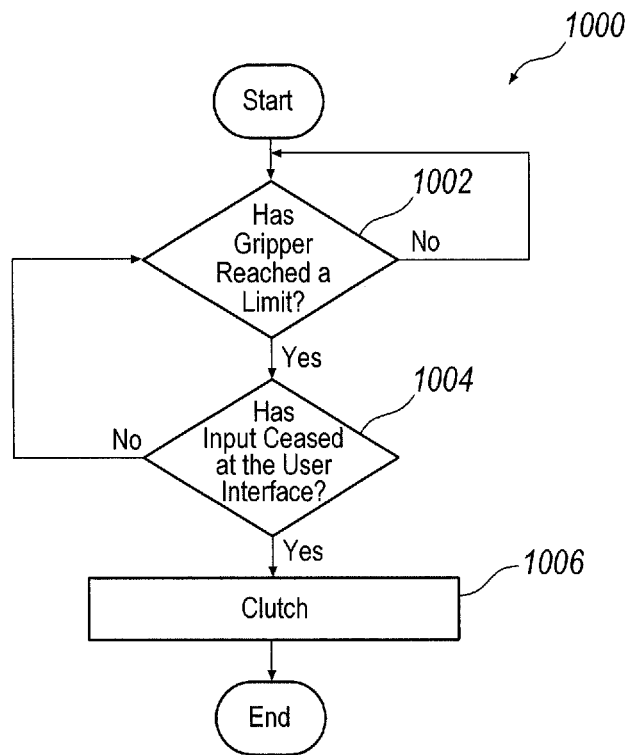 1000
Start
1002
Has
Gripper
Reached a
Limit?
No
Yes
1004
Has
Input Ceased
at the User
Interface?
No
Yes
1006
Clutch
End